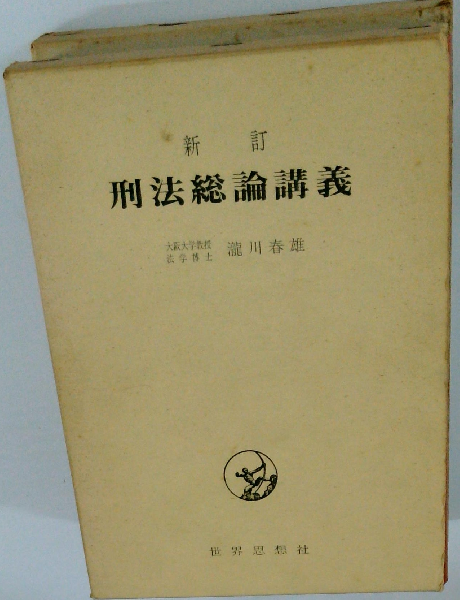 新訂
刑法総論講義
大阪大学教授
法学博士
瀧川春雄
世界思想社